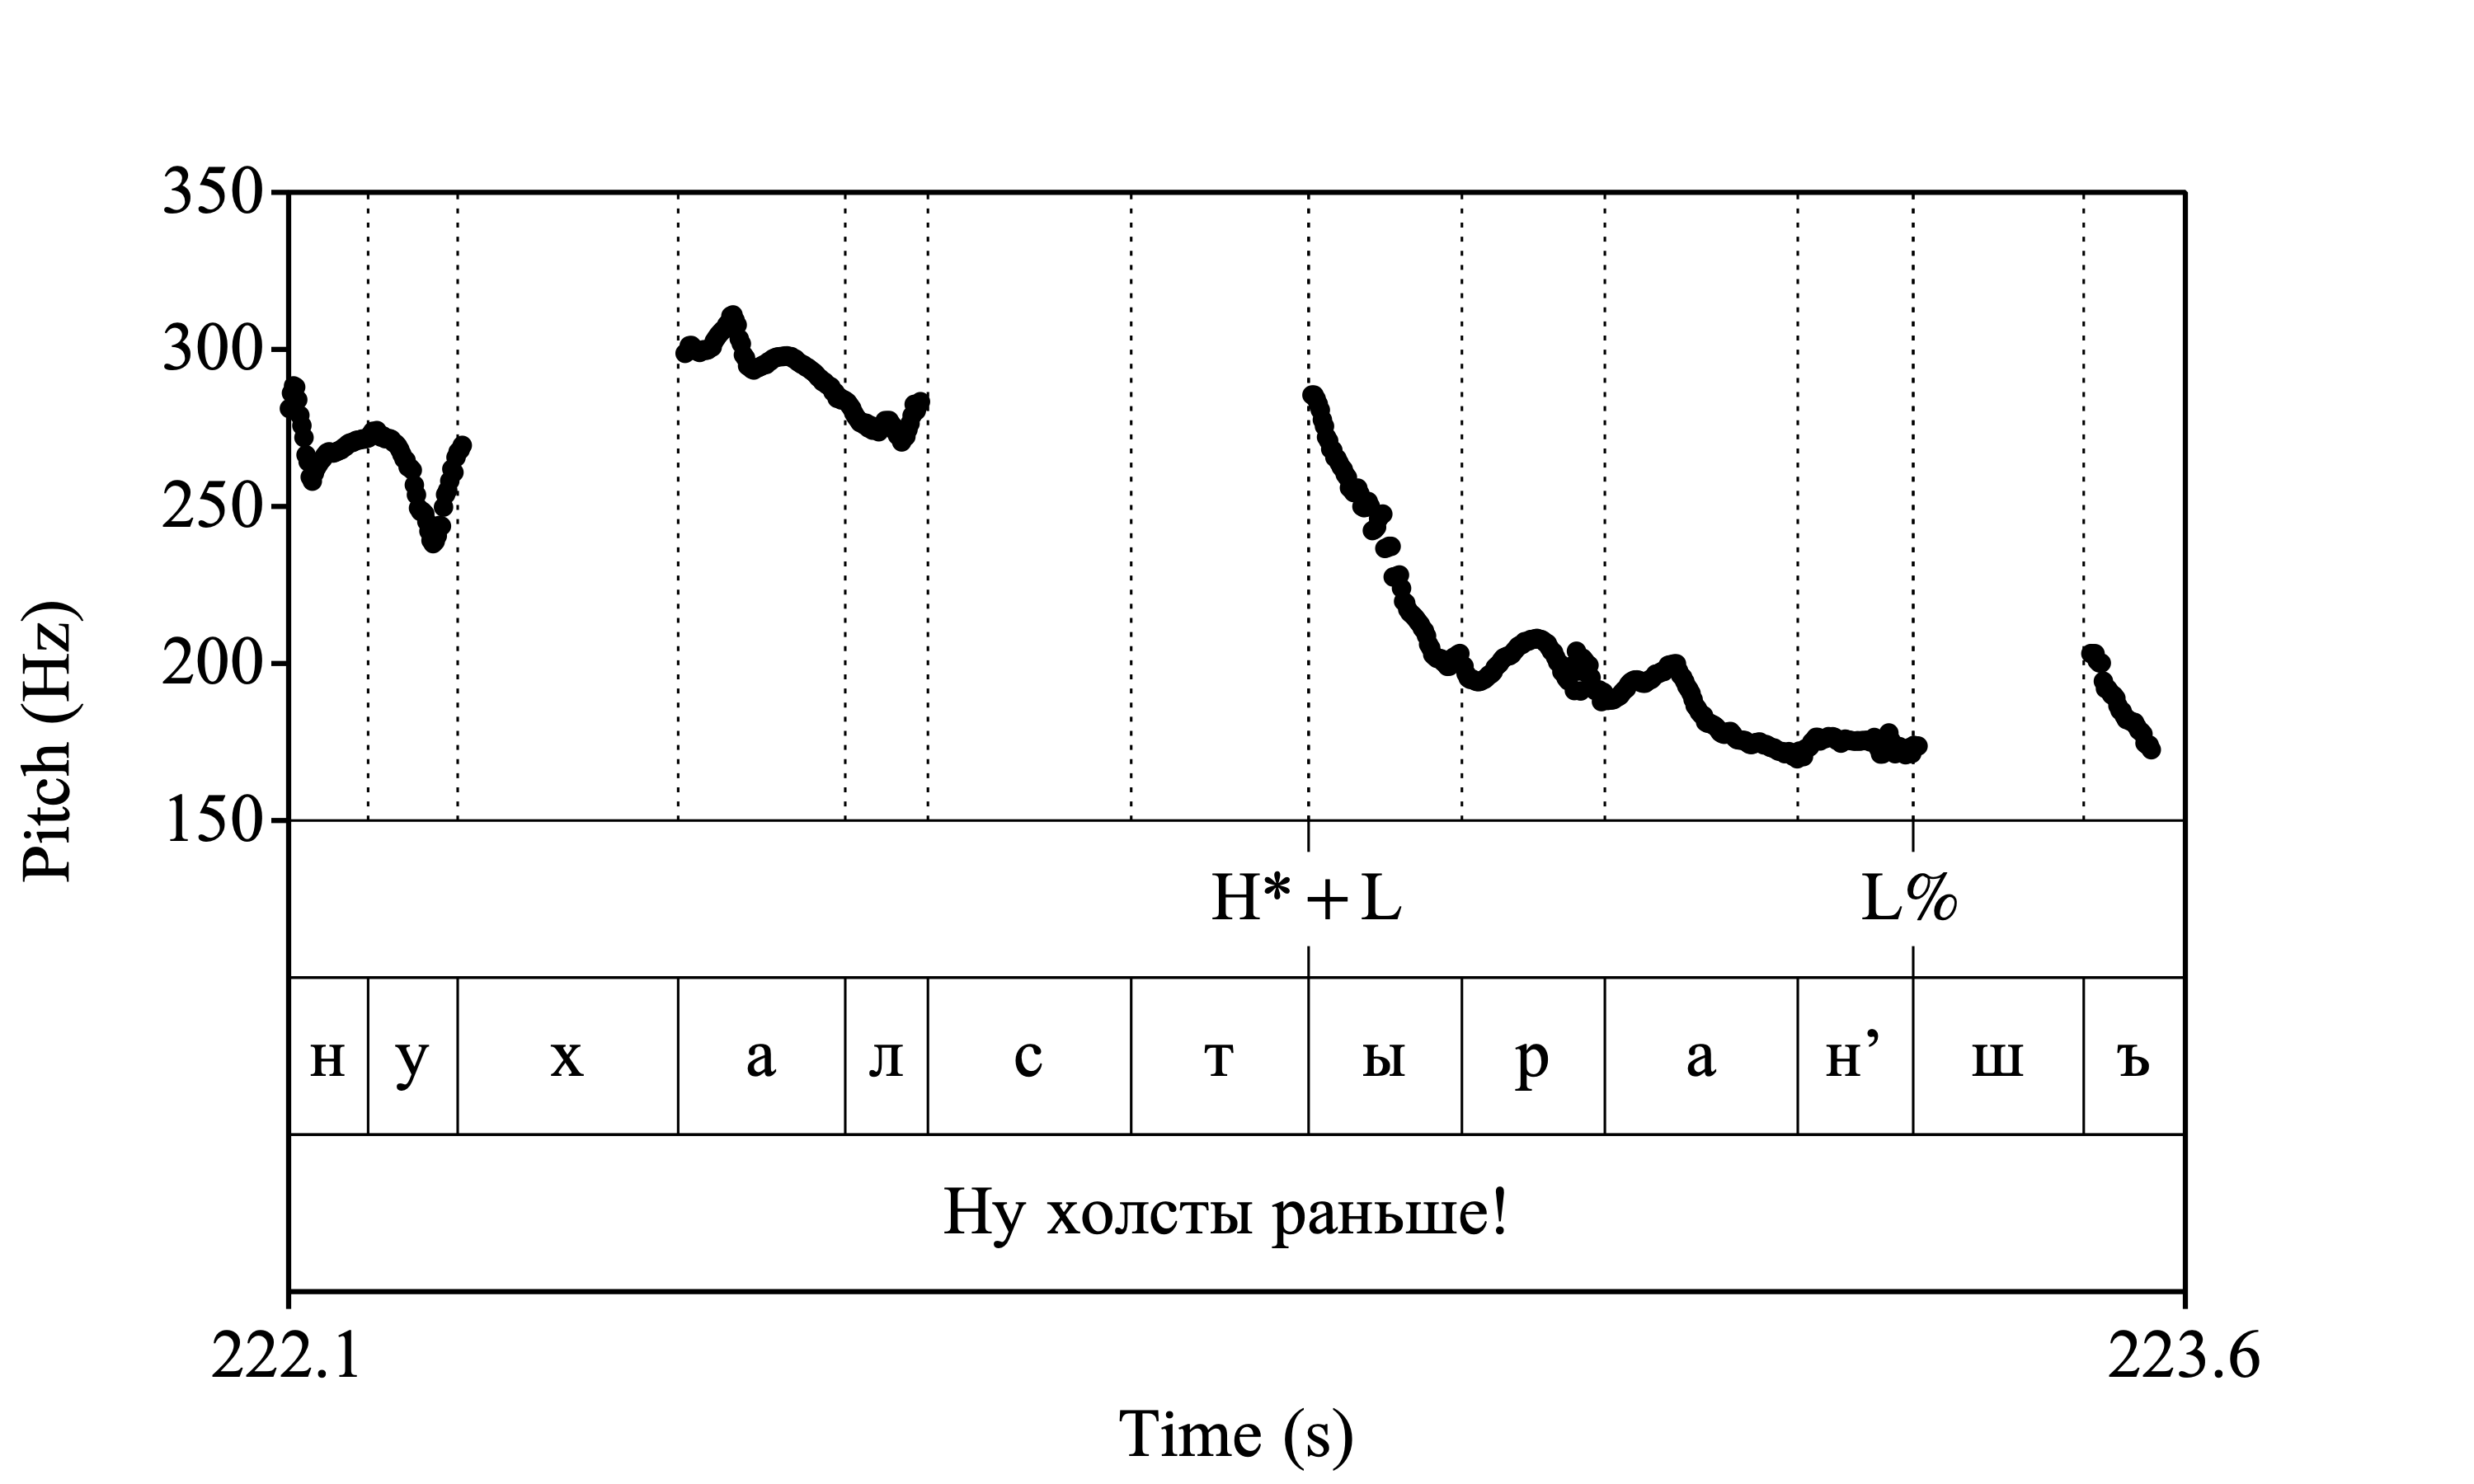 350
300
250
200
150
Pitch (Hz)
H* + L L%
н у х а л с т ы р а н’ ш ъ
Ну холсты раньше!
222.1 223.6
Time (s)